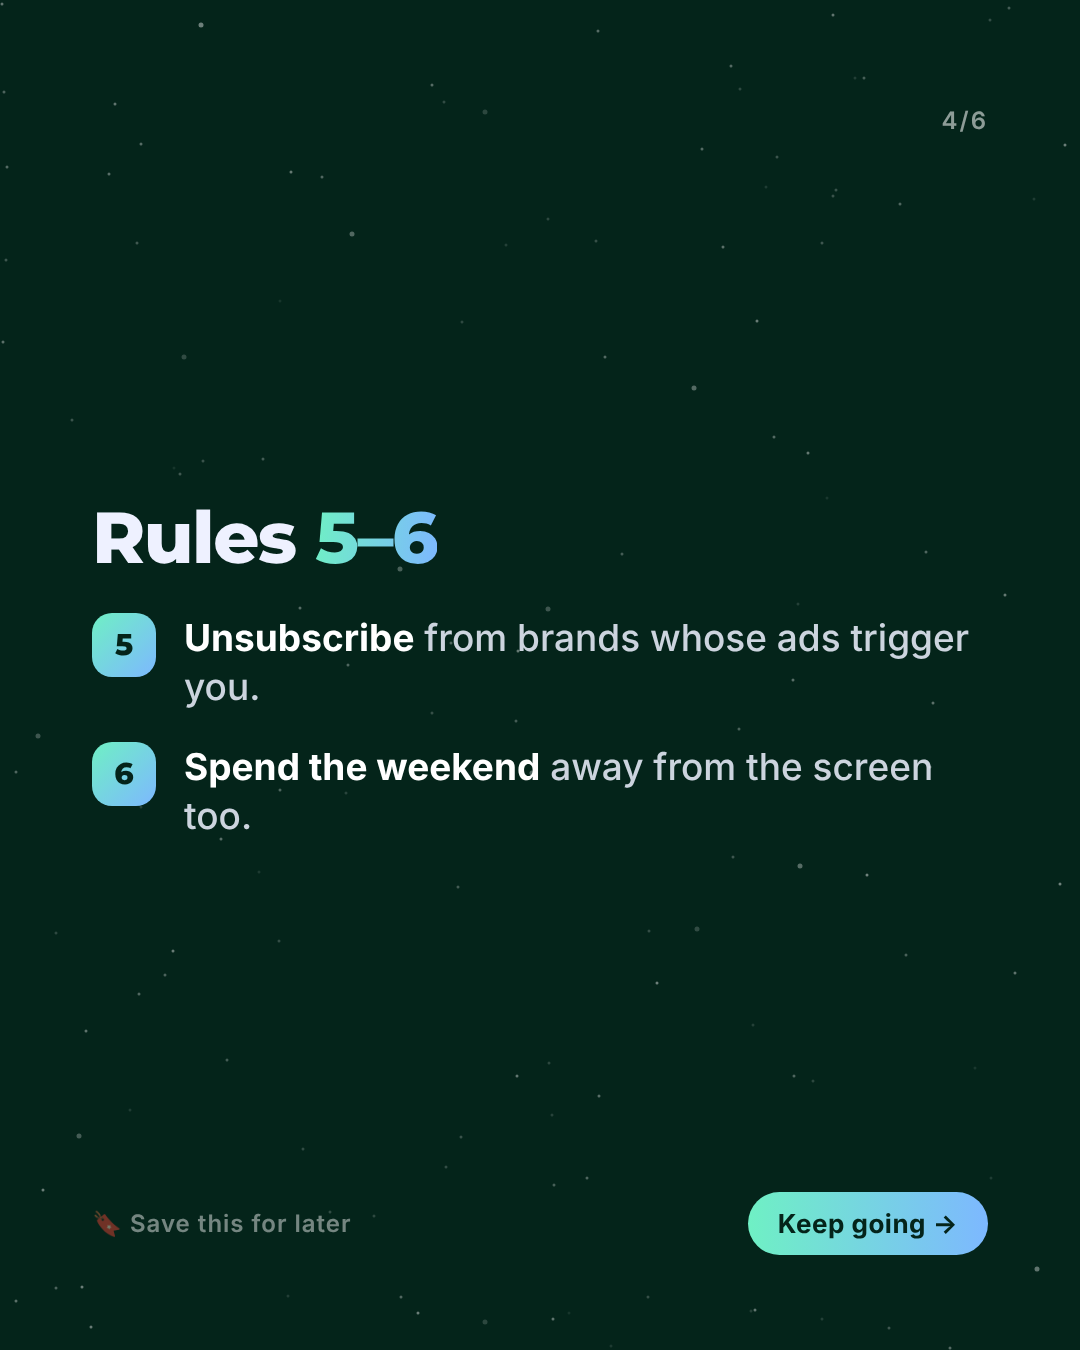 4/6
Rules 5–6
5
Unsubscribe from brands whose ads trigger
you.
6
Spend the weekend away from the screen
too.
🔖 Save this for later
Keep going →